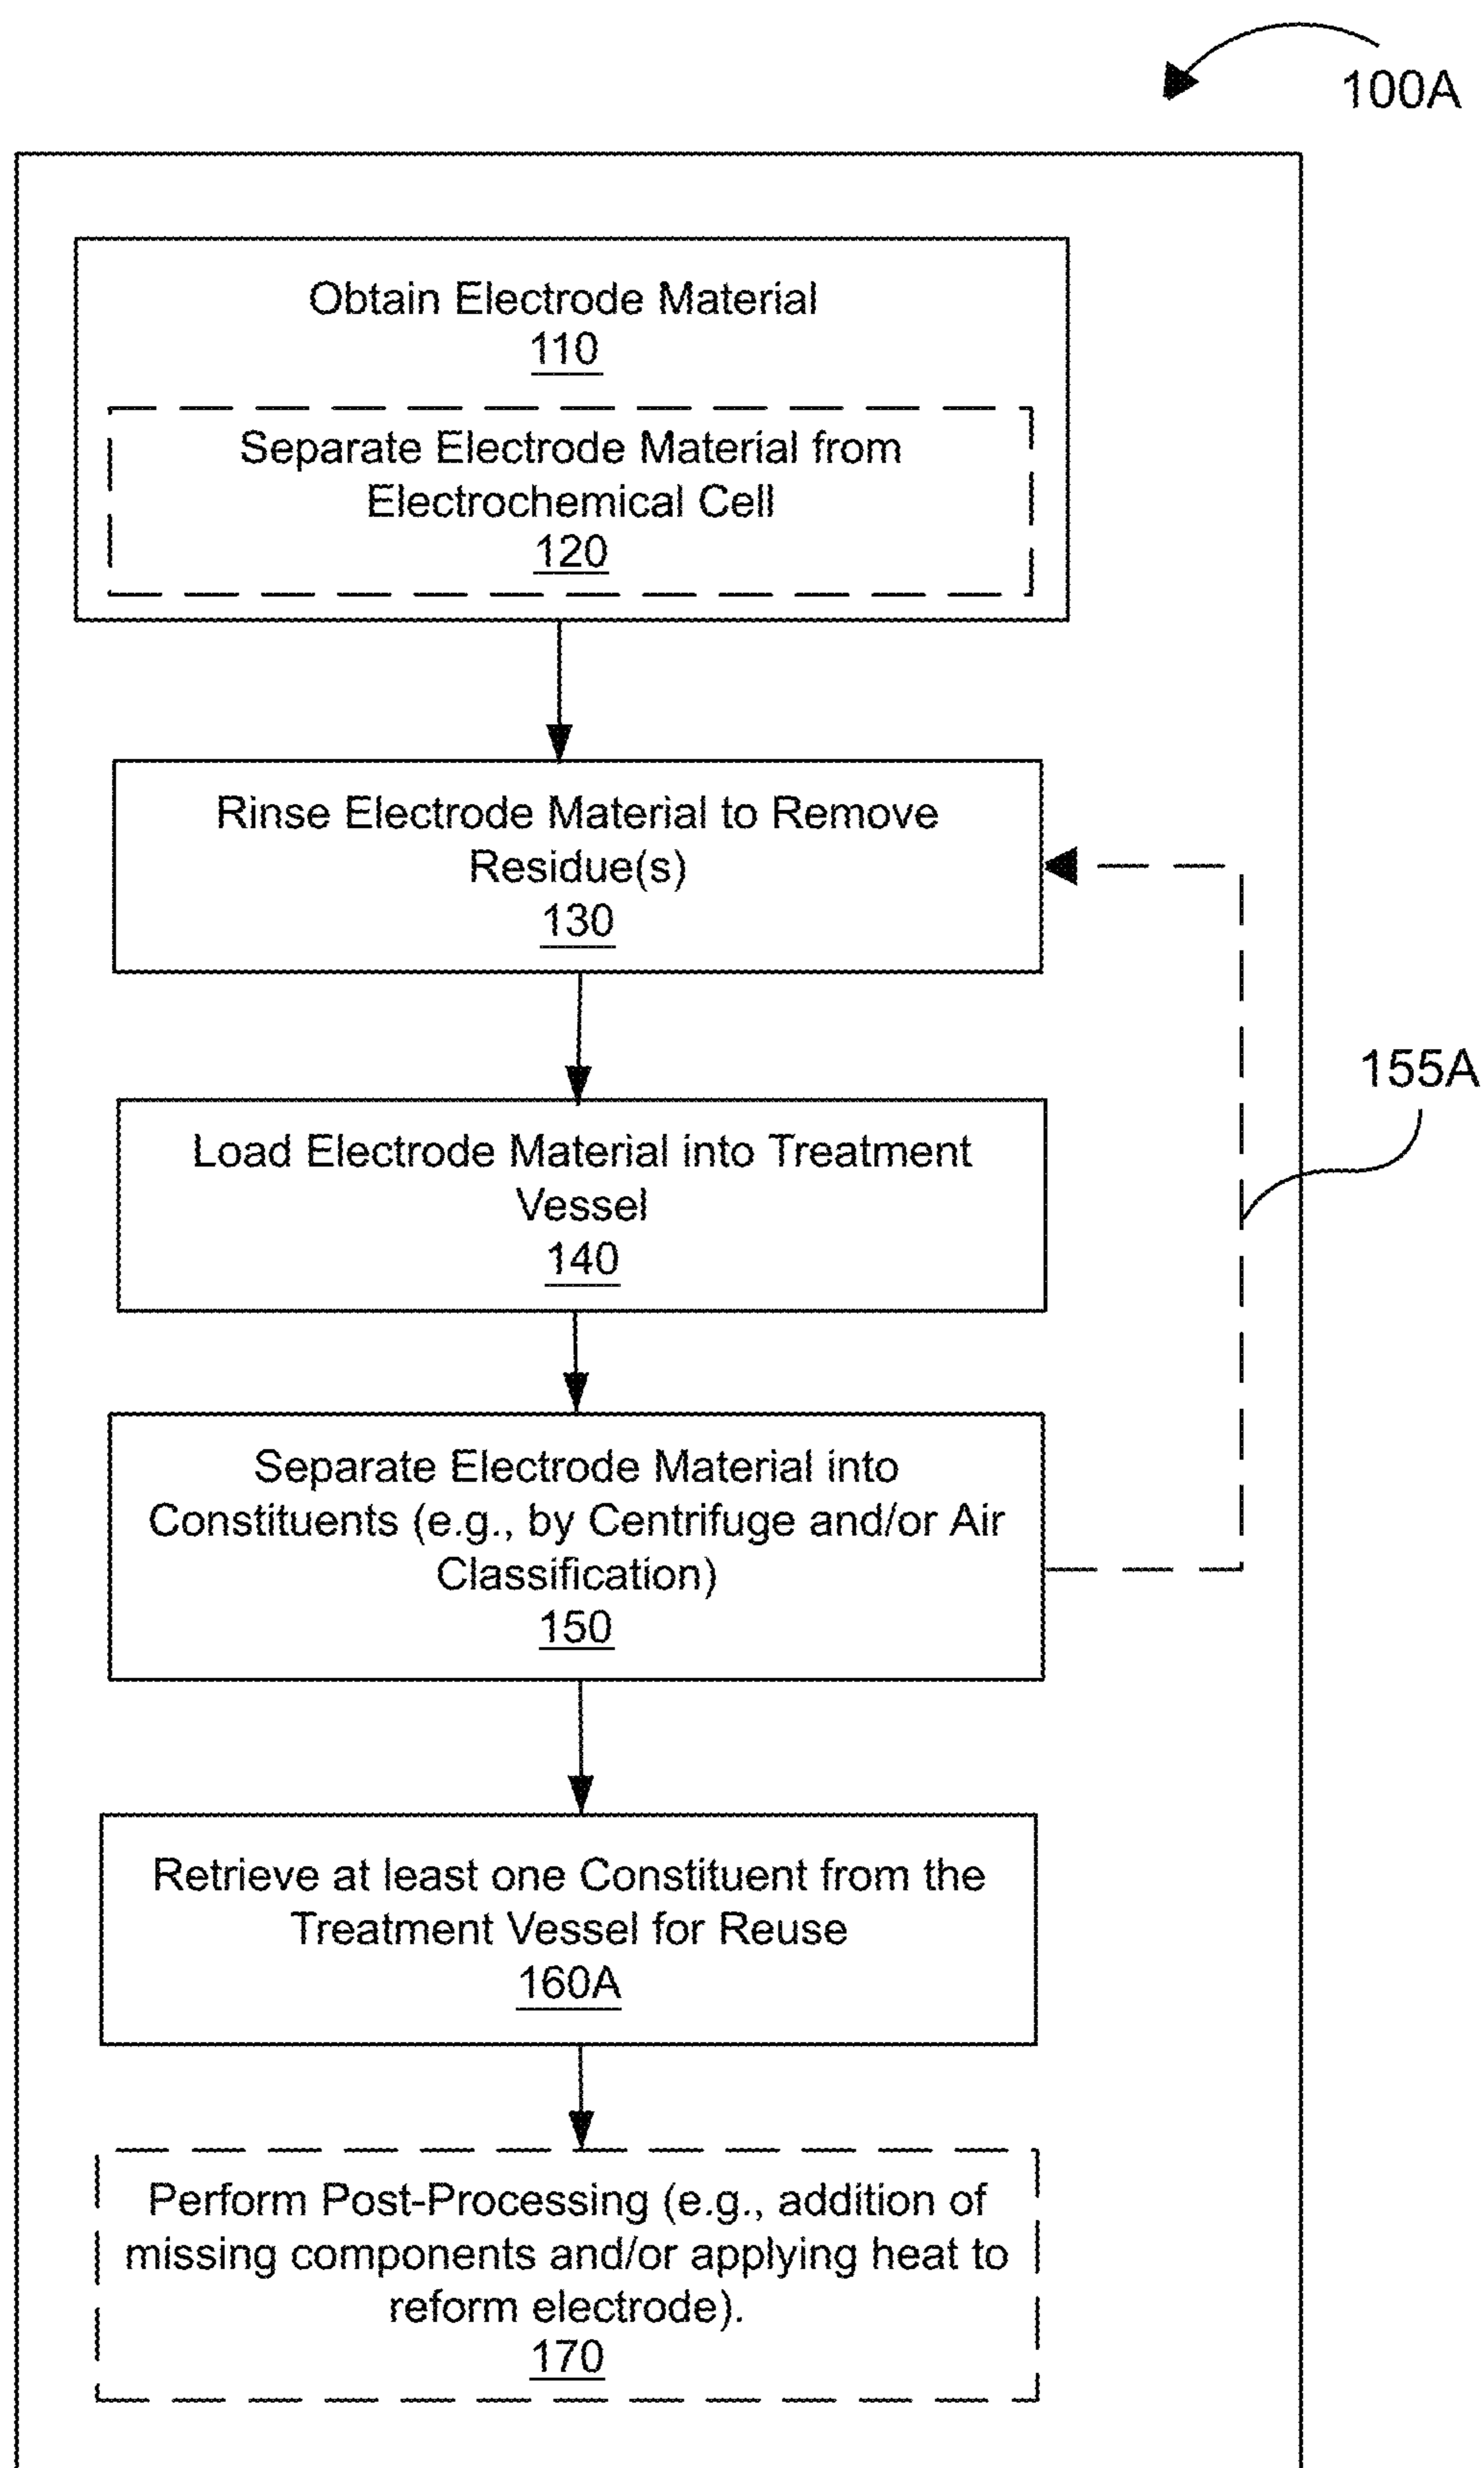 100A
Obtain Electrode Material
110
Separate Electrode Material from
Electrochemical Cell
120
Rinse Electrode Material to Remove
Residue(s)
130
155A
Load Electrode Material into Treatment
Vessel
140
Separate Electrode Material into
Constituents (e.g., by Centrifuge and/or Air
Classification)
150
Retrieve at least one Constituent from the
Treatment Vessel for Reuse
160A
Perform Post-Processing (e.g., addition of
missing components and/or applying heat to
reform electrode).
170